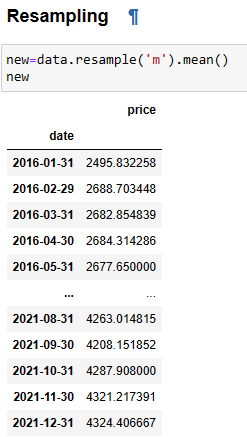 Resampling ¶
new=data.resample('m').mean()
new
price
date
2016-01-31 2495.832258
2016-02-29 2688.703448
2016-03-31 2682.854839
2016-04-30 2684.314286
2016-05-31 2677.650000
... ...
2021-08-31 4263.014815
2021-09-30 4208.151852
2021-10-31 4287.908000
2021-11-30 4321.217391
2021-12-31 4324.406667